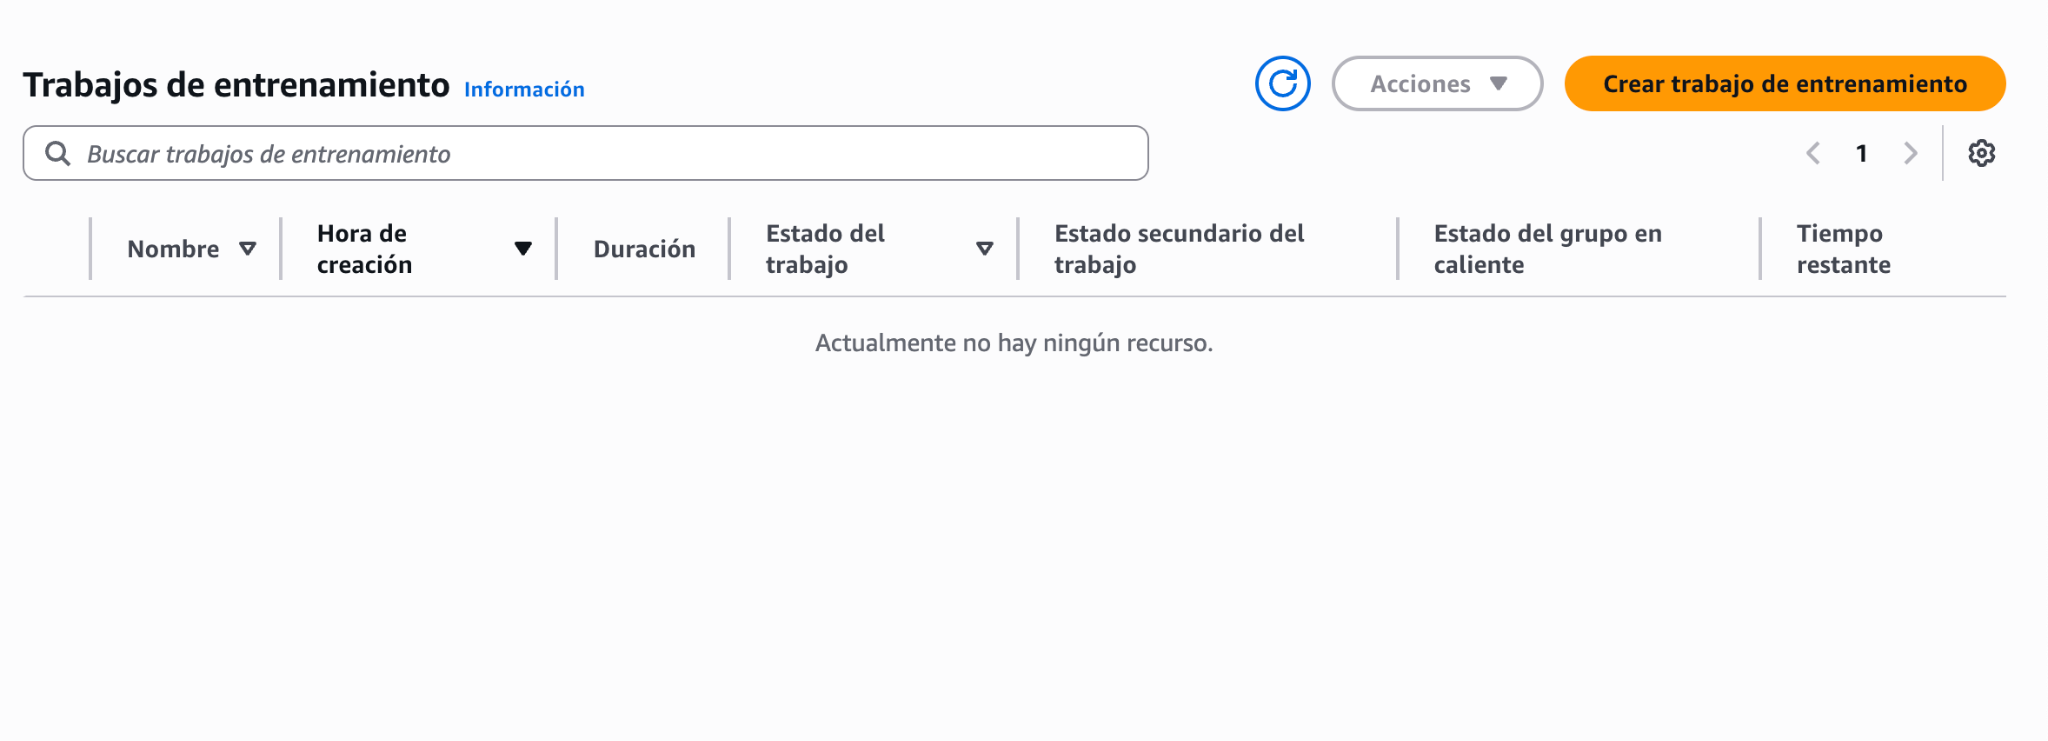 Trabajos de entrenamiento Información
Acciones
Crear trabajo de entrenamiento
Buscar trabajos de entrenamiento
1
Nombre
Hora de
creación
Duración
Estado del
trabajo
Estado secundario del
trabajo
Estado del grupo en
caliente
Tiempo
restante
Actualmente no hay ningún recurso.